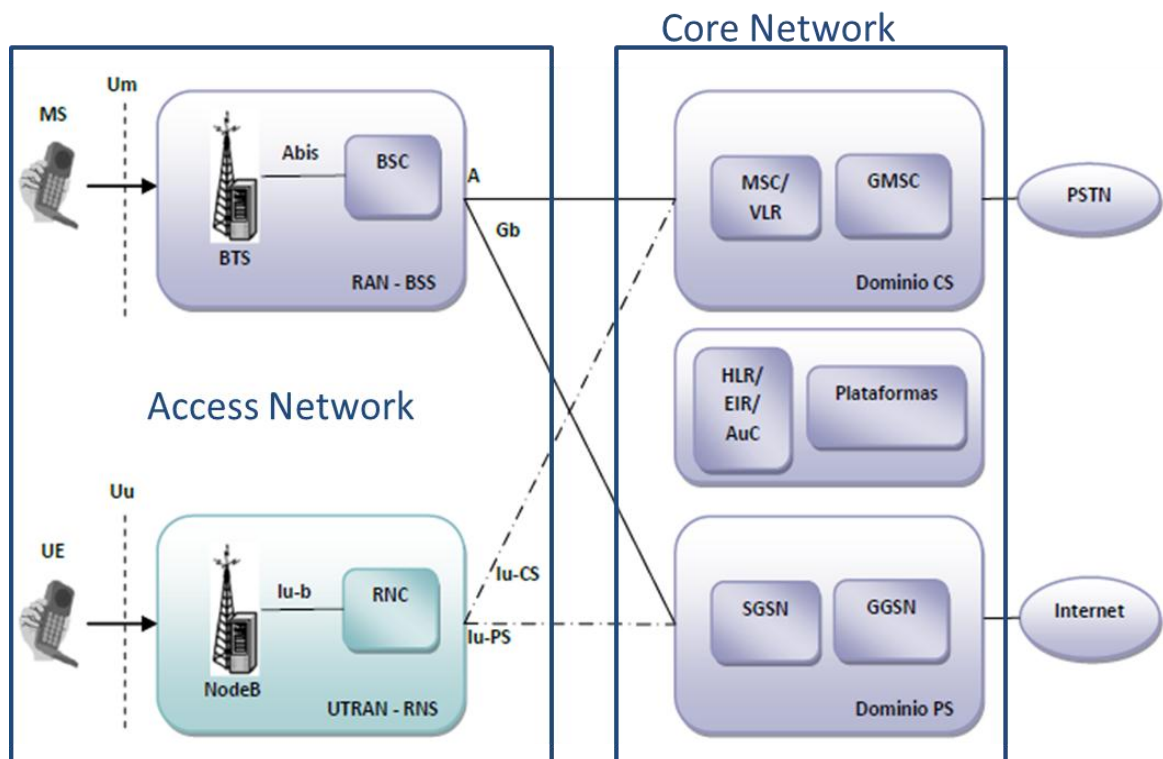 Core Network
Um
MS
Abis
BSC
BTS
RAN - BSS
A
Gb
MSC/
VLR
GMSC
Dominio CS
PSTN
HLR/
EIR/
AuC
Plataformas
Access Network
Uu
UE
Iu-b
RNC
NodeB
UTRAN - RNS
Iu-CS
Iu-PS
SGSN
GGSN
Dominio PS
Internet